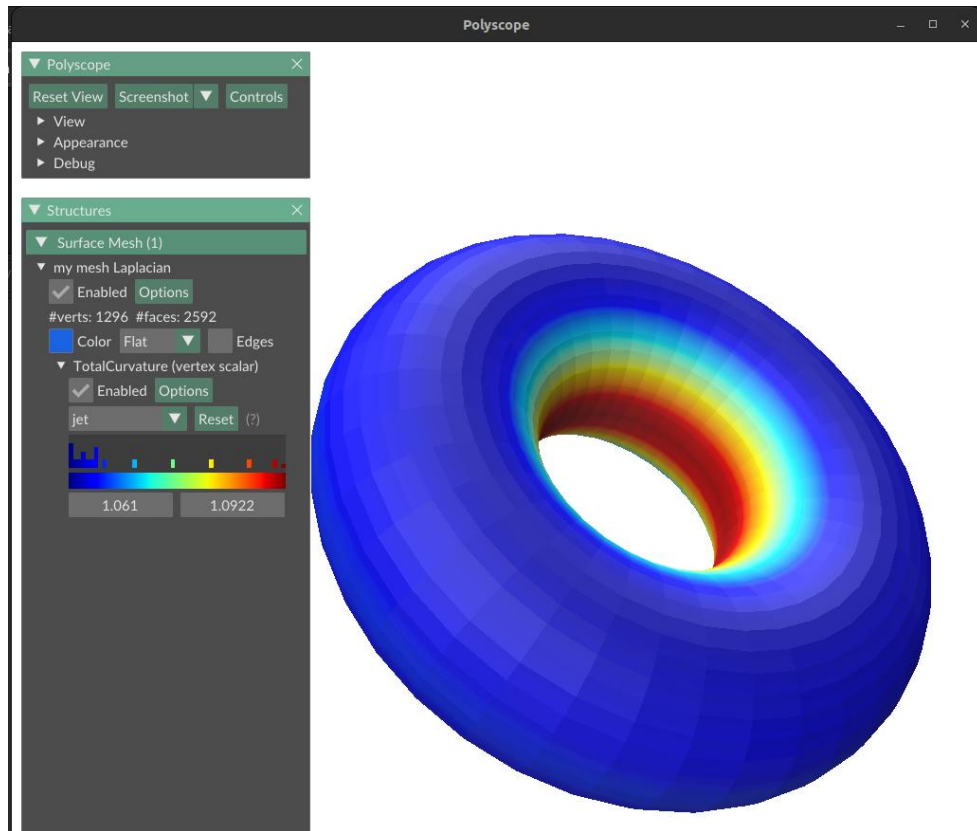 Polyscope
Polyscope
Reset View Screenshot Controls
View
Appearance
Debug
Structures
Surface Mesh (1)
my mesh Laplacian
Enabled Options
#verts: 1296 #faces: 2592
Color Flat Edges
TotalCurvature (vertex scalar)
Enabled Options
jet Reset (?)
1.061 1.0922